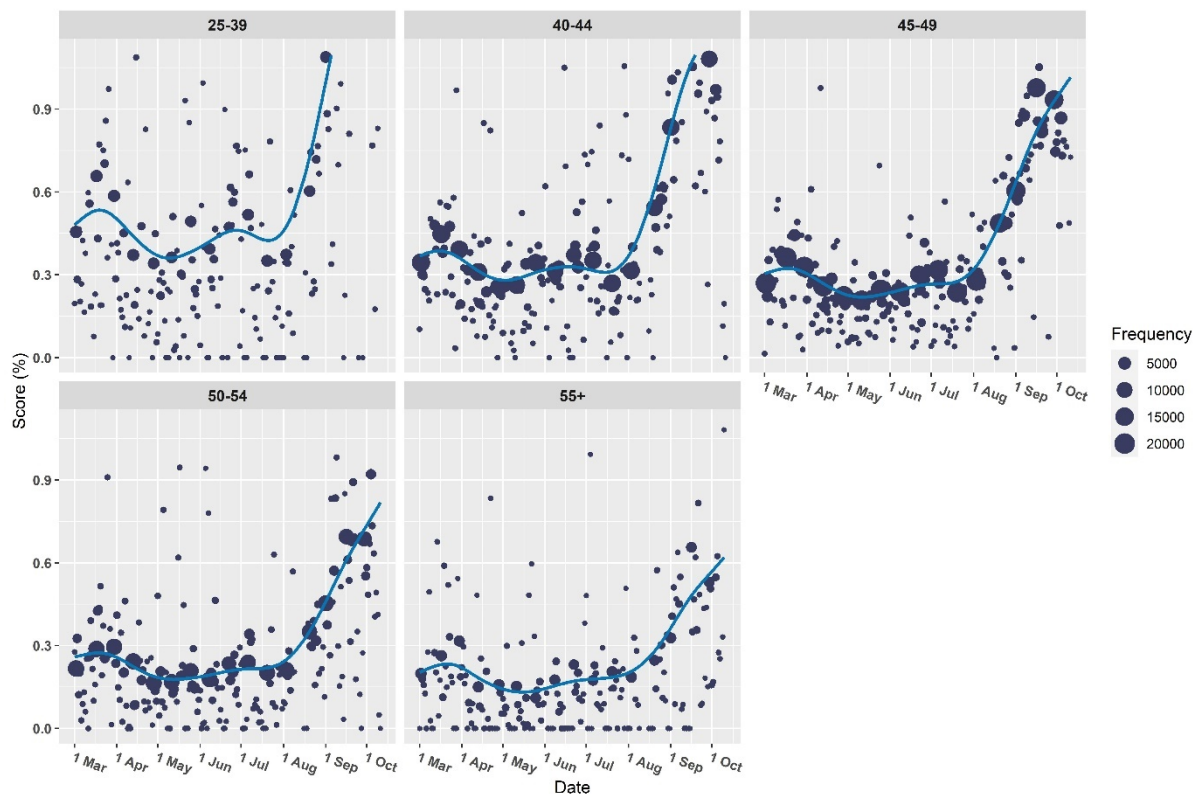 25-39
40-44
45-49
0.9
0.6
0.3
0.0
1 Mar
1 Apr
1 May
1 Jun
1 Jul
1 Aug
1 Sep
1 Oct
Frequency
5000
10000
15000
20000
Score (%)
50-54
55+
0.9
0.6
0.3
0.0
1 Mar
1 Apr
1 May
1 Jun
1 Jul
1 Aug
1 Sep
1 Oct
1 Mar
1 Apr
1 May
1 Jun
1 Jul
1 Aug
1 Sep
1 Oct
Date